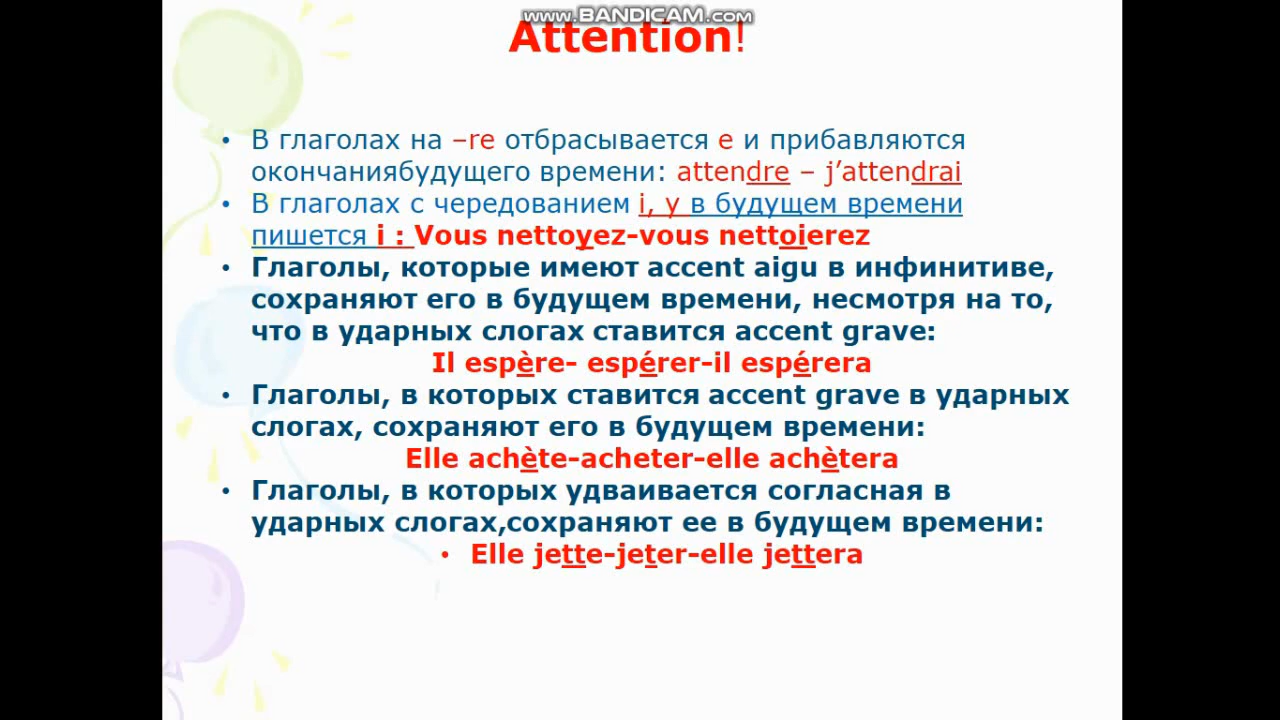 www.BANDICAM.com
Attention!
• В глаголах на –re отбрасывается e и прибавляются
окончаниябудущего времени: attendre – j’attendrai
• В глаголах с чередованием i, y в будущем времени
пишется i : Vous nettoyez-vous nettoierez
• Глаголы, которые имеют accent aigu в инфинитиве,
сохраняют его в будущем времени, несмотря на то,
что в ударных слогах ставится accent grave:
Il espère- espérer-il espérera
• Глаголы, в которых ставится accent grave в ударных
слогах, сохраняют его в будущем времени:
Elle achète-acheter-elle achètera
• Глаголы, в которых удваивается согласная в
ударных слогах,сохраняют ее в будущем времени:
• Elle jette-jeter-elle jettera